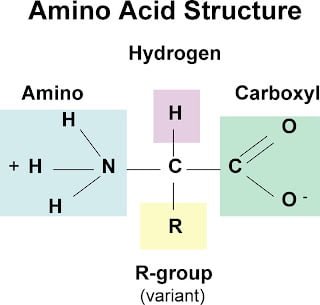 Amino Acid Structure
Hydrogen
Amino
Carboxyl
H
H
O
+ H
N
C
C
H
R
O -
R-group
(variant)